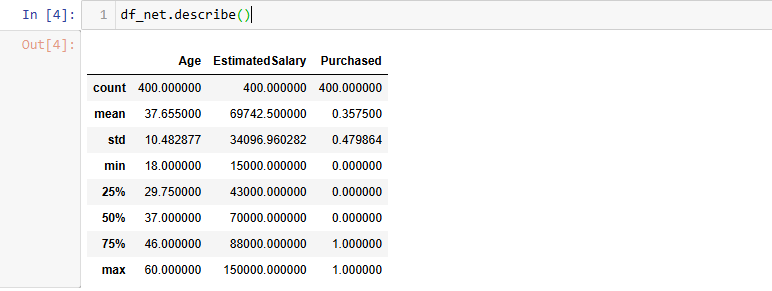 In [4]: 1 df_net.describe()
Out[4]:
Age EstimatedSalary Purchased
count 400.000000 400.000000 400.000000
mean 37.655000 69742.500000 0.357500
std 10.482877 34096.960282 0.479864
min 18.000000 15000.000000 0.000000
25% 29.750000 43000.000000 0.000000
50% 37.000000 70000.000000 0.000000
75% 46.000000 88000.000000 1.000000
max 60.000000 150000.000000 1.000000